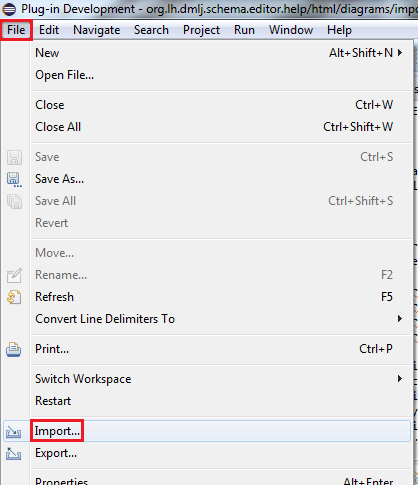 Plug-in Development - org.lh.dmlj.schema.editor.help/html/diagrams/impo
File Edit Navigate Search Project Run Window Help
New Alt+Shift+N
Open File...
Close Ctrl+W
Close All Ctrl+Shift+W
Save Ctrl+S
Save As...
Save All Ctrl+Shift+S
Revert
Move...
Rename... F2
Refresh F5
Convert Line Delimiters To
Print... Ctrl+P
Switch Workspace
Restart
Import...
Export...
Properties Alt+Enter